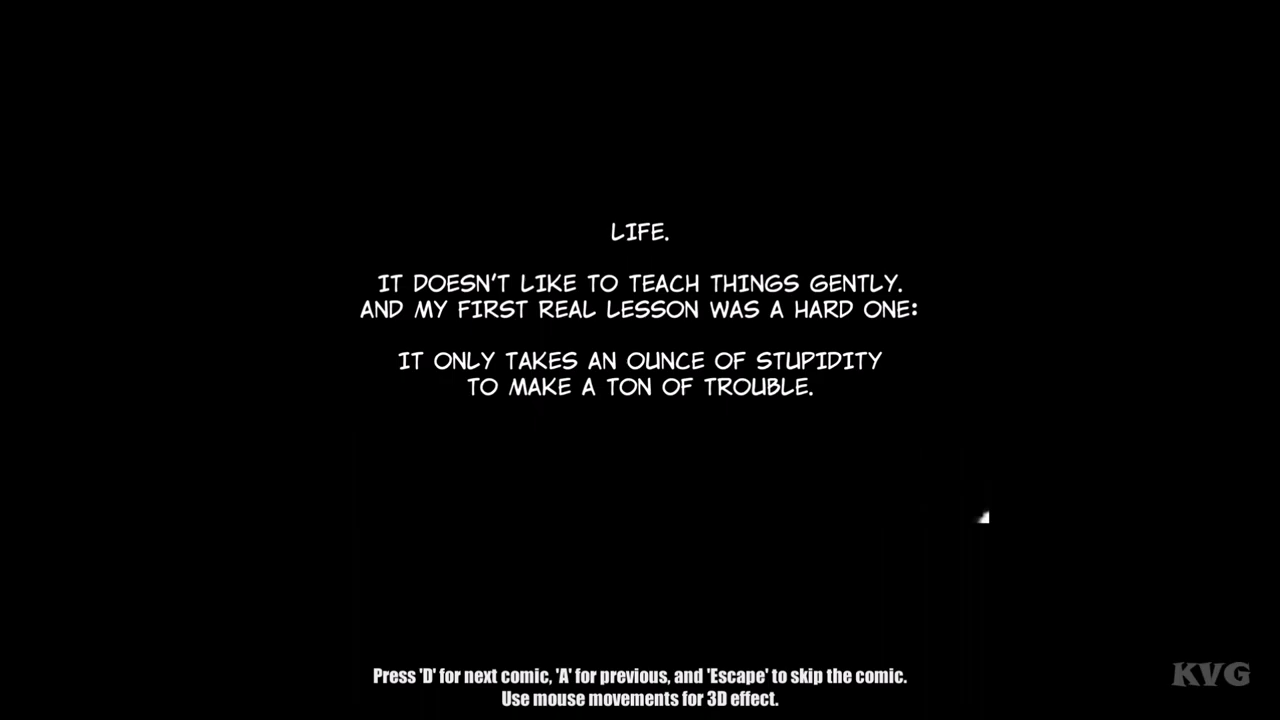 LIFE.
IT DOESN'T LIKE TO TEACH THINGS GENTLY.
AND MY FIRST REAL LESSON WAS A HARD ONE:
IT ONLY TAKES AN OUNCE OF STUPIDITY
TO MAKE A TON OF TROUBLE.
Press 'D' for next comic, 'A' for previous, and 'Escape' to skip the comic.
Use mouse movements for 3D effect.
KVG